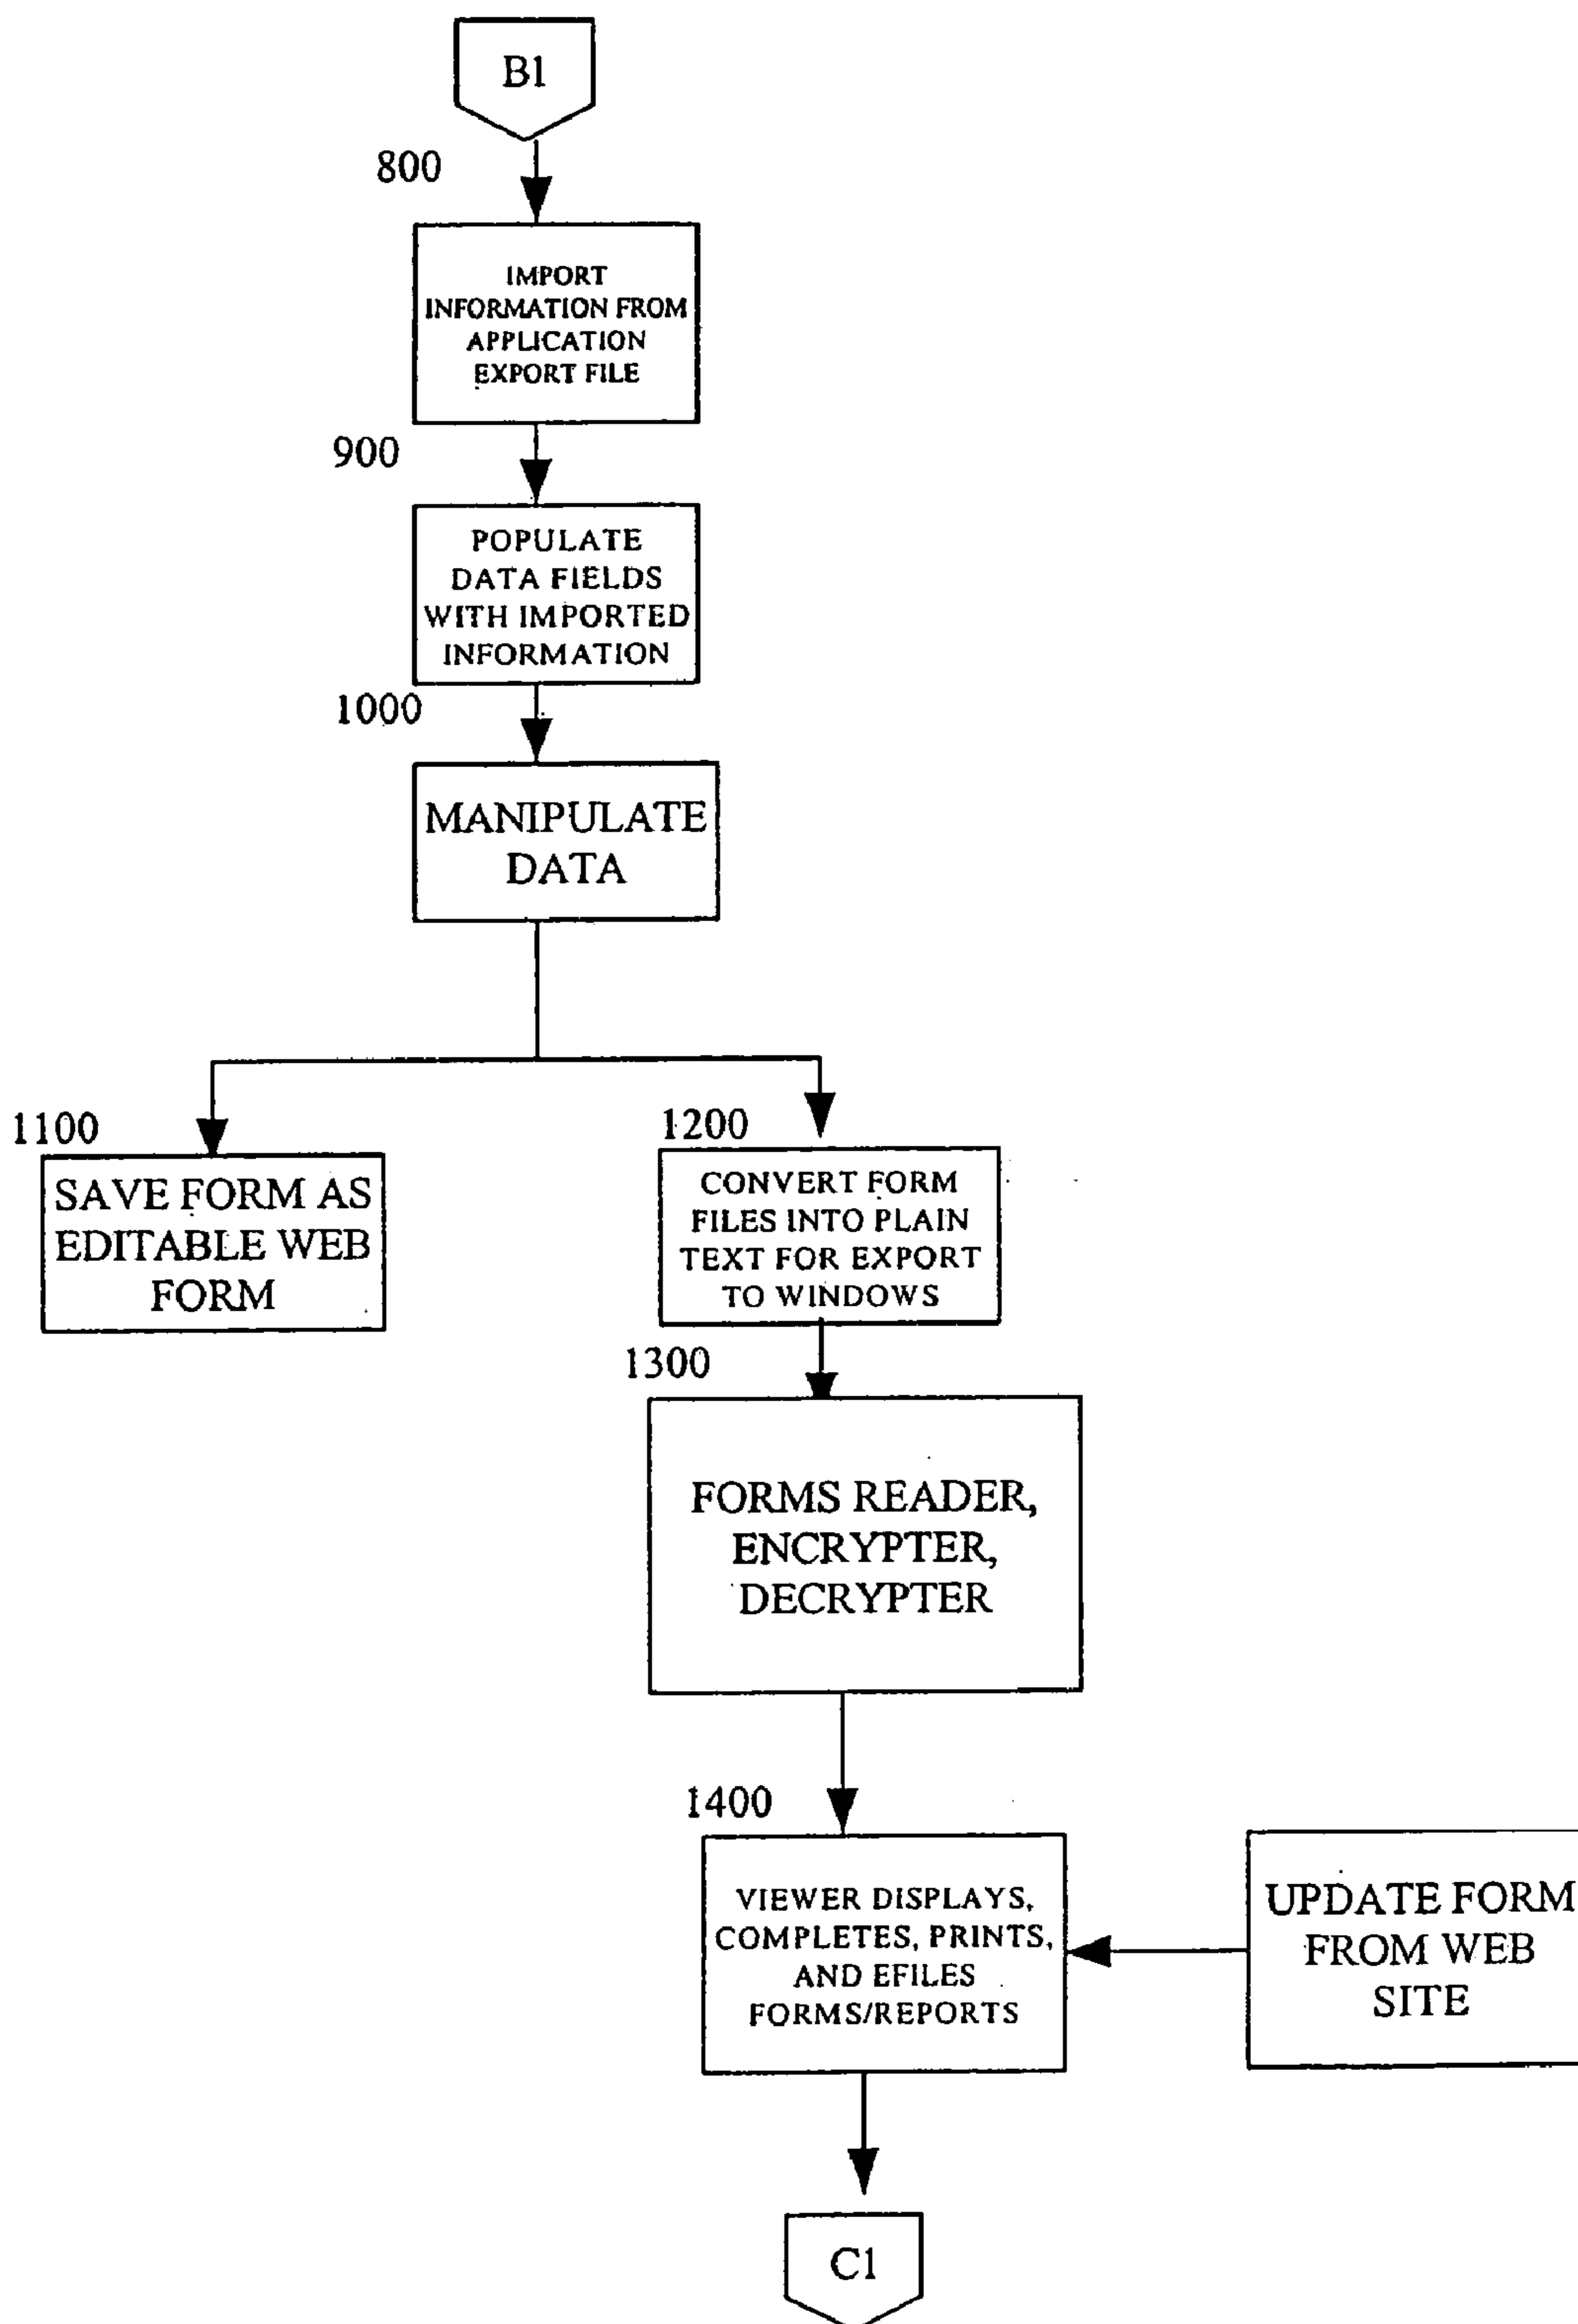 B1
800
IMPORT
INFORMATION FROM
APPLICATION
EXPORT FILE
900
POPULATE
DATA FIELDS
WITH IMPORTED
INFORMATION
1000
MANIPULATE
DATA
1100
SAVE FORM AS
EDITABLE WEB
FORM
1200
CONVERT FORM
FILES INTO PLAIN
TEXT FOR EXPORT
TO WINDOWS
1300
FORMS READER,
ENCRYPTER,
DECRYPTER
1400
VIEWER DISPLAYS,
COMPLETES, PRINTS,
AND EFILES
FORMS/REPORTS
UPDATE FORM
FROM WEB
SITE
C1